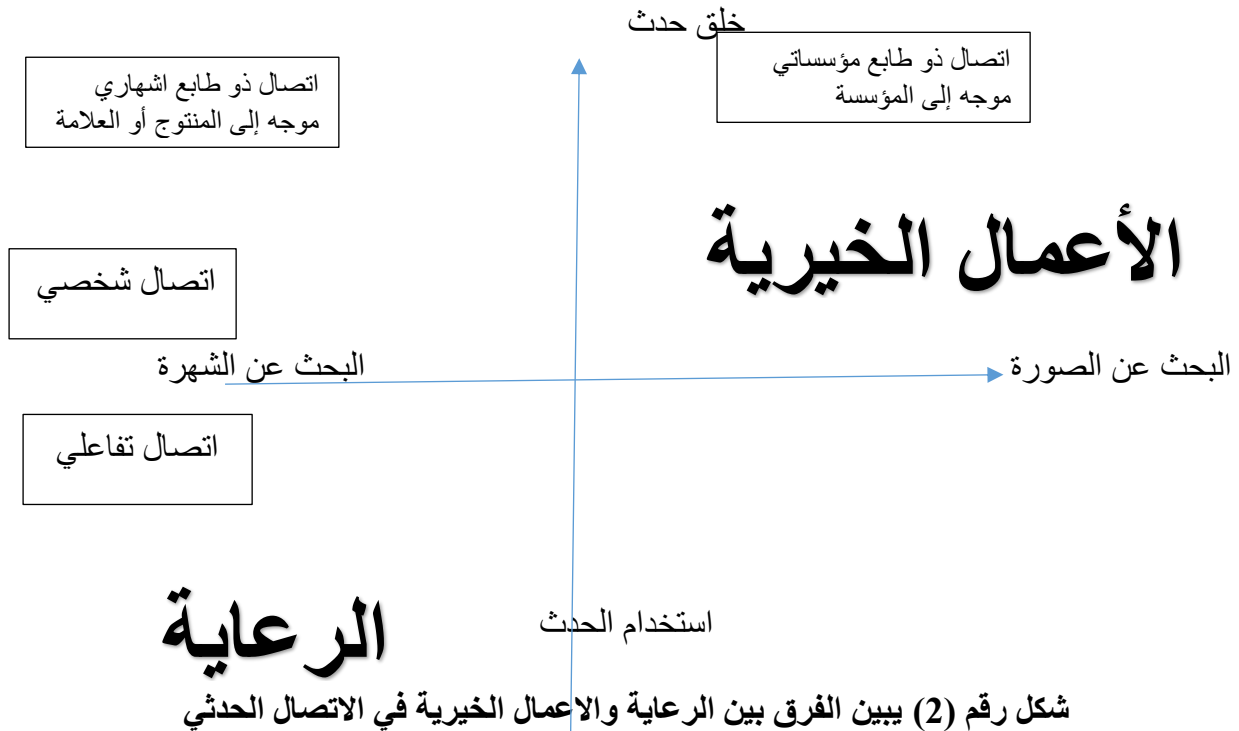 خلق حدث
اتصال ذو طابع مؤسساتي
موجه إلى المؤسسة
اتصال ذو طابع اشهاري
موجه إلى المنتوج أو العلامة
الأعمال الخيرية
اتصال شخصي
البحث عن الصورة
البحث عن الشهرة
اتصال تفاعلي
استخدام الحدث
الرعاية
شكل رقم (2) يبين الفرق بين الرعاية والاعمال الخيرية في الاتصال الحدثي